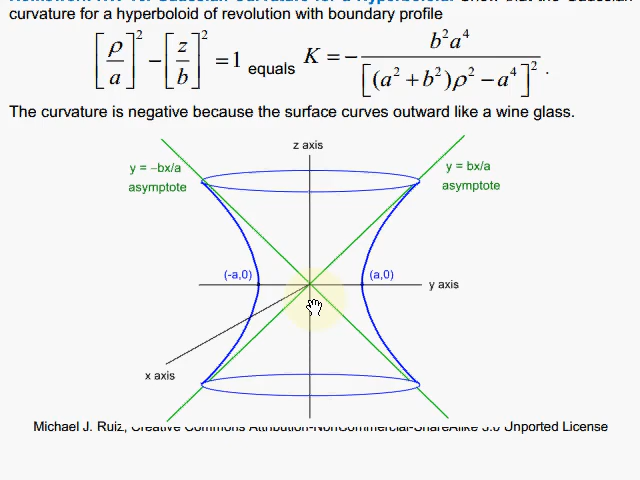 curvature for a hyperboloid of revolution with boundary profile
[ρ/a]² − [z/b]² = 1 equals K = − b²a⁴ / [(a² + b²)ρ² − a⁴]² .
The curvature is negative because the surface curves outward like a wine glass.
z axis
y = −bx/a
asymptote
y = bx/a
asymptote
(-a,0)
(a,0)
y axis
x axis
Michael J. Ruiz, Creative Commons Attribution-NonCommercial-ShareAlike 3.0 Unported License